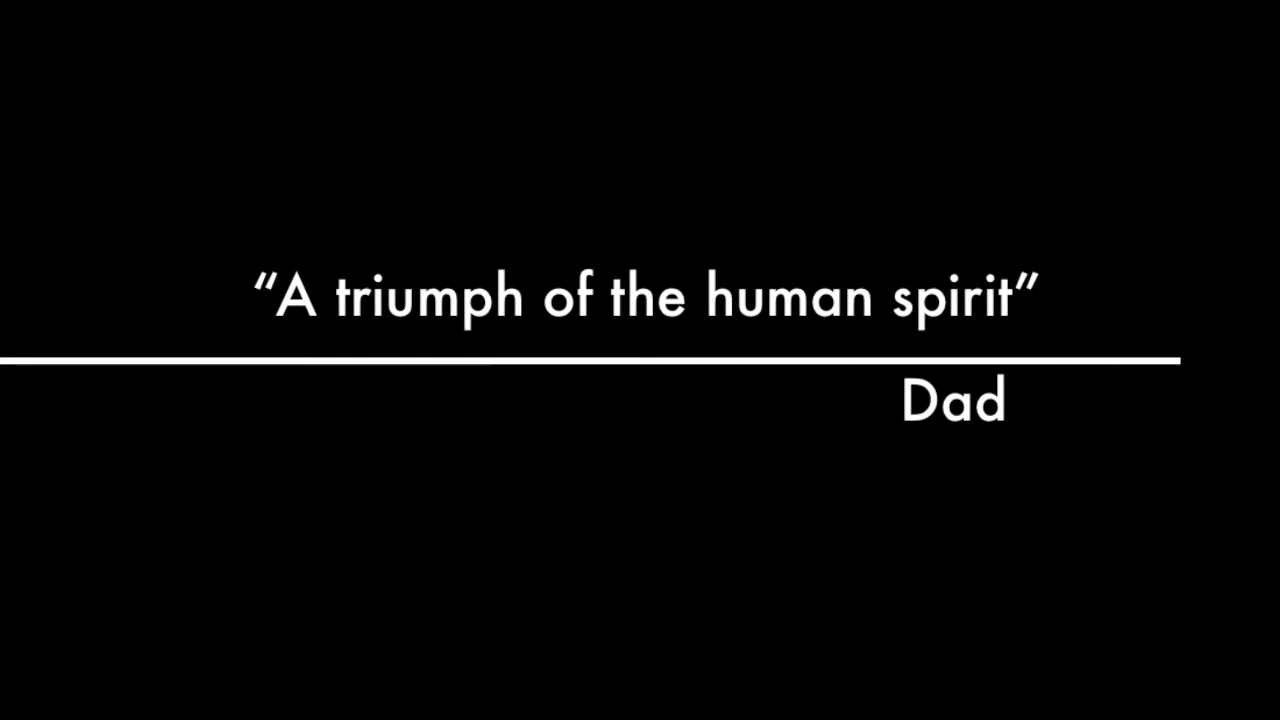 “A triumph of the human spirit”
Dad